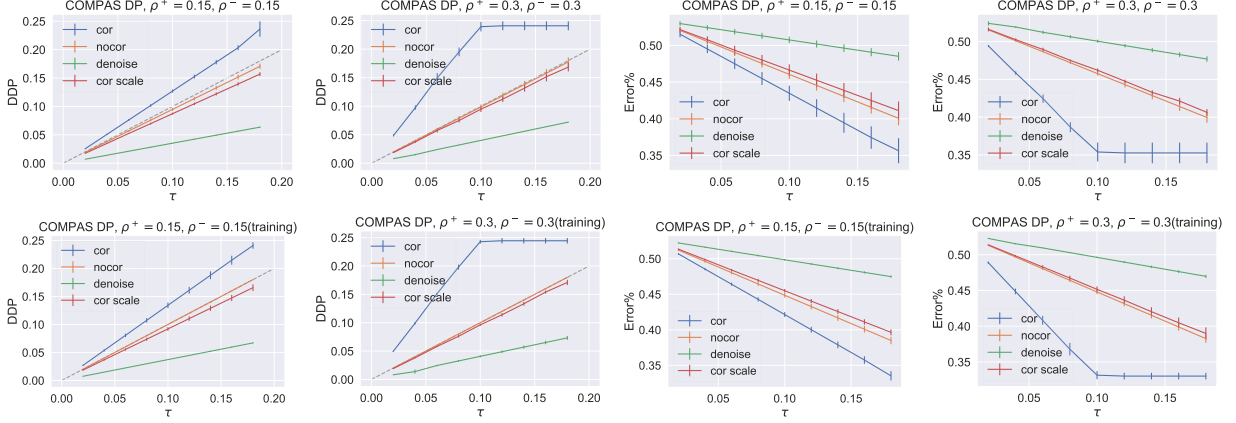 COMPAS DP, ρ⁺ = 0.15, ρ⁻ = 0.15
0.25
0.20
0.15
0.10
0.05
0.00
DDP
cor
nocor
denoise
cor scale
0.00 0.05 0.10 0.15 0.20
τ
COMPAS DP, ρ⁺ = 0.3, ρ⁻ = 0.3
0.25
0.20
0.15
0.10
0.05
0.00
DDP
cor
nocor
denoise
cor scale
0.00 0.05 0.10 0.15 0.20
τ
COMPAS DP, ρ⁺ = 0.15, ρ⁻ = 0.15
0.50
0.45
0.40
0.35
Error%
cor
nocor
denoise
cor scale
0.05 0.10 0.15
τ
COMPAS DP, ρ⁺ = 0.3, ρ⁻ = 0.3
0.50
0.45
0.40
0.35
Error%
cor
nocor
denoise
cor scale
0.05 0.10 0.15
τ
COMPAS DP, ρ⁺ = 0.15, ρ⁻ = 0.15(training)
0.25
0.20
0.15
0.10
0.05
0.00
DDP
cor
nocor
denoise
cor scale
0.00 0.05 0.10 0.15 0.20
τ
COMPAS DP, ρ⁺ = 0.3, ρ⁻ = 0.3(training)
0.25
0.20
0.15
0.10
0.05
0.00
DDP
cor
nocor
denoise
cor scale
0.00 0.05 0.10 0.15 0.20
τ
COMPAS DP, ρ⁺ = 0.15, ρ⁻ = 0.15(training)
0.50
0.45
0.40
0.35
Error%
cor
nocor
denoise
cor scale
0.05 0.10 0.15
τ
COMPAS DP, ρ⁺ = 0.3, ρ⁻ = 0.3(training)
0.50
0.45
0.40
0.35
Error%
cor
nocor
denoise
cor scale
0.05 0.10 0.15
τ